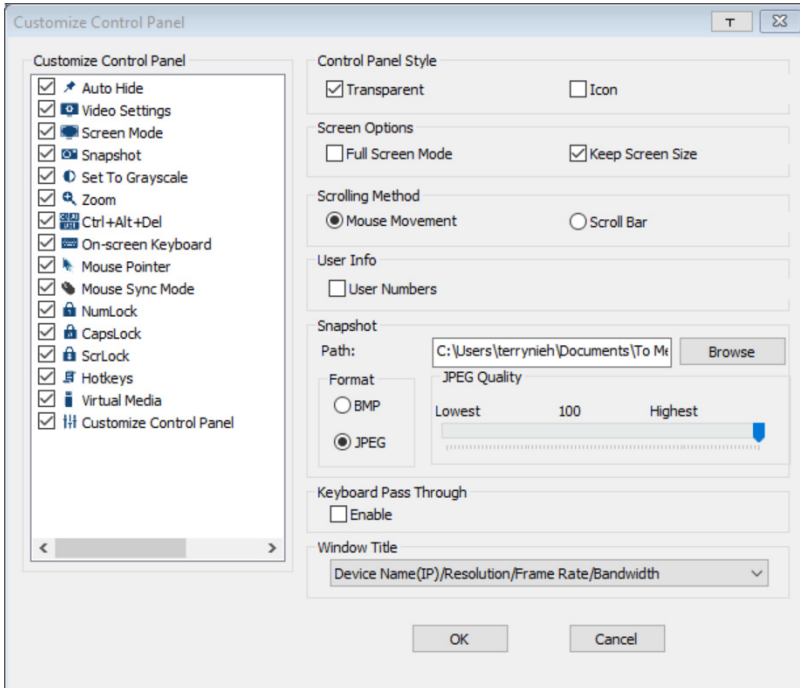 Customize Control Panel
Customize Control Panel
Auto Hide
Video Settings
Screen Mode
Snapshot
Set To Grayscale
Zoom
Ctrl+Alt+Del
On-screen Keyboard
Mouse Pointer
Mouse Sync Mode
NumLock
CapsLock
ScrLock
Hotkeys
Virtual Media
Customize Control Panel
Control Panel Style
Transparent Icon
Screen Options
Full Screen Mode Keep Screen Size
Scrolling Method
Mouse Movement Scroll Bar
User Info
User Numbers
Snapshot
Path: C:\Users\terrynieh\Documents\To Me Browse
Format
BMP
JPEG
JPEG Quality
Lowest 100 Highest
Keyboard Pass Through
Enable
Window Title
Device Name(IP)/Resolution/Frame Rate/Bandwidth
OK Cancel